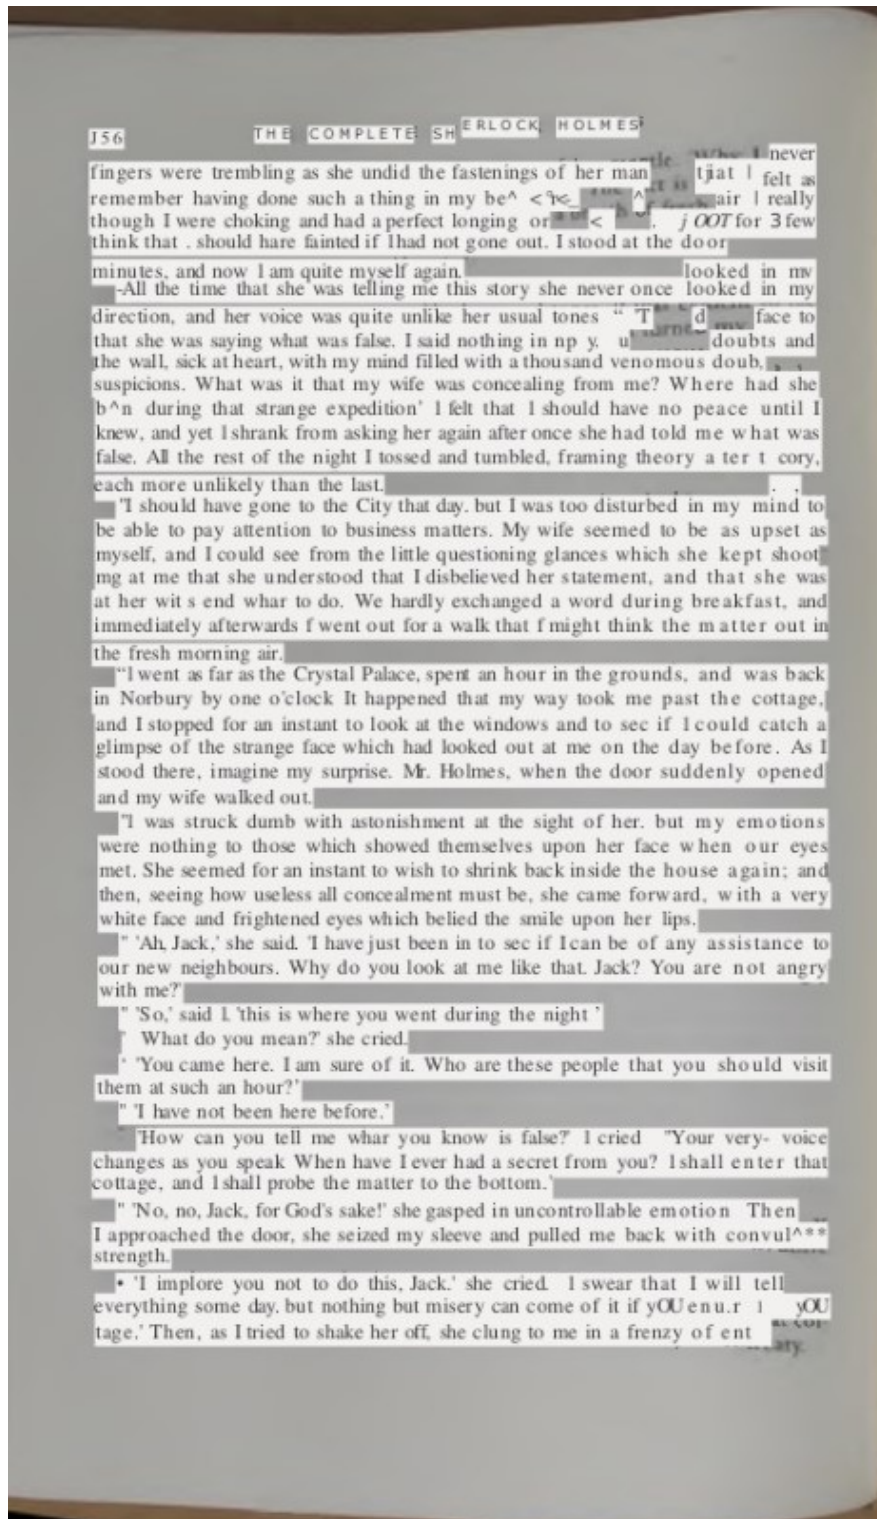 J56 THE COMPLETE SHERLOCK HOLMES
fingers were trembling as she undid the fastenings of her man never
remember having done such a thing in my be^ tjiat I felt as
though I were choking and had a perfect longing or air I really
think that . should hare fainted if Ihad not gone out. I stood at the door j OOT for 3 few
minutes, and now I am quite myself again. looked in mv
-All the time that she was telling me this story she never once looked in my
direction, and her voice was quite unlike her usual tones “ 'T d face to
that she was saying what was false. I said nothing in np y. u doubts and
the wall, sick at heart, with my mind filled with a thousand venomous doub,
suspicions. What was it that my wife was concealing from me? Where had she
b^n during that strange expedition' I felt that I should have no peace until I
knew, and yet I shrank from asking her again after once she had told me what was
false. All the rest of the night I tossed and tumbled, framing theory a ter t cory,
each more unlikely than the last.
"I should have gone to the City that day. but I was too disturbed in my mind to
be able to pay attention to business matters. My wife seemed to be as upset as
myself, and I could see from the little questioning glances which she kept shoot
mg at me that she understood that I disbelieved her statement, and that she was
at her wit s end whar to do. We hardly exchanged a word during breakfast, and
immediately afterwards f went out for a walk that f might think the matter out in
the fresh morning air.
“I went as far as the Crystal Palace, spent an hour in the grounds, and was back
in Norbury by one o'clock It happened that my way took me past the cottage,
and I stopped for an instant to look at the windows and to sec if I could catch a
glimpse of the strange face which had looked out at me on the day before. As I
stood there, imagine my surprise. Mr. Holmes, when the door suddenly opened
and my wife walked out.
"I was struck dumb with astonishment at the sight of her. but my emotions
were nothing to those which showed themselves upon her face when our eyes
met. She seemed for an instant to wish to shrink back inside the house again; and
then, seeing how useless all concealment must be, she came forward, with a very
white face and frightened eyes which belied the smile upon her lips.
" 'Ah, Jack,' she said. 'I have just been in to sec if I can be of any assistance to
our new neighbours. Why do you look at me like that. Jack? You are not angry
with me?'
" 'So,' said I. 'this is where you went during the night '
' What do you mean?' she cried.
' 'You came here. I am sure of it. Who are these people that you should visit
them at such an hour?'
" 'I have not been here before.'
'How can you tell me whar you know is false?' I cried "Your very- voice
changes as you speak When have I ever had a secret from you? I shall enter that
cottage, and I shall probe the matter to the bottom.'
" 'No, no, Jack, for God's sake!' she gasped in uncontrollable emotion Then
I approached the door, she seized my sleeve and pulled me back with convul^**
strength.
• 'I implore you not to do this, Jack.' she cried. I swear that I will tell
everything some day. but nothing but misery can come of it if yOU enu.r I yOU
tage.' Then, as I tried to shake her off, she clung to me in a frenzy of ent